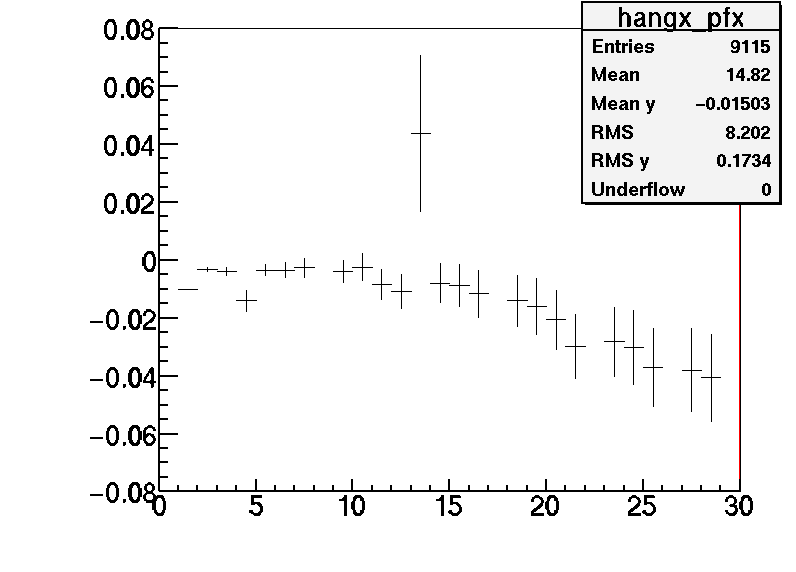 hangx_pfx
Entries 9115
Mean 14.82
Mean y −0.01503
RMS 8.202
RMS y 0.1734
Underflow 0
0.08
0.06
0.04
0.02
0
−0.02
−0.04
−0.06
−0.08
0 5 10 15 20 25 30